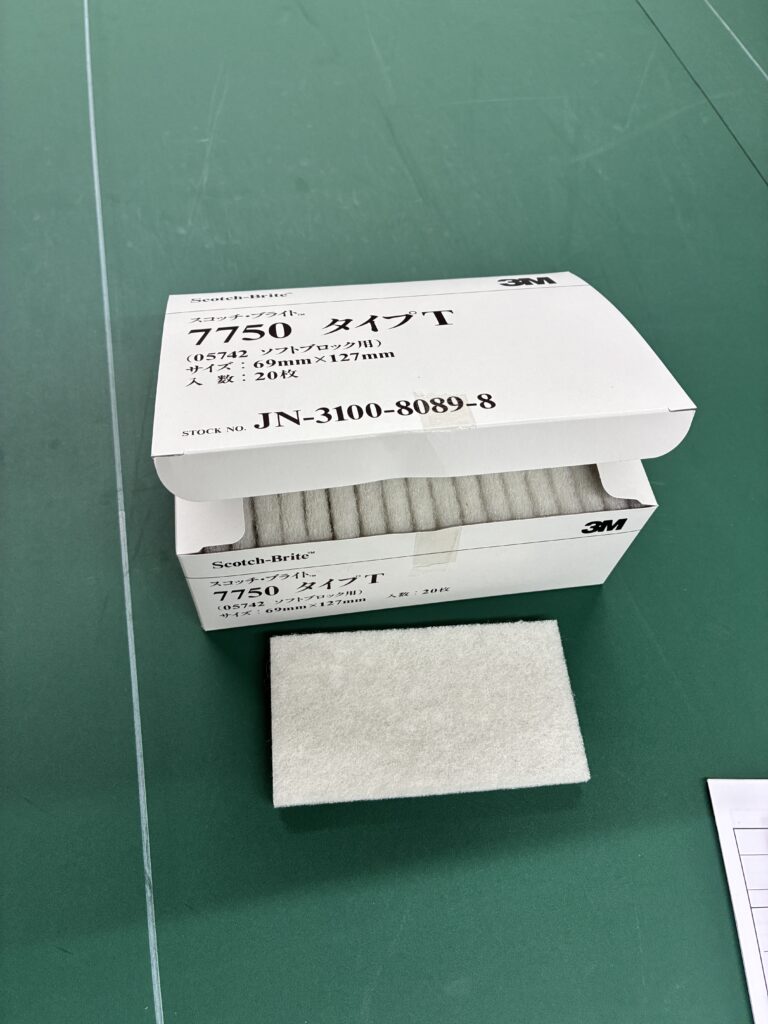 Scotch-Brite™
3M
スコッチ・ブライト™
7750 タイプT
(05742 ソフトブロック用)
サイズ：69mm×127mm
入 数：20枚
STOCK NO. JN-3100-8089-8
Scotch-Brite™
3M
スコッチ・ブライト™
7750 タイプT
(05742 ソフトブロック用)
サイズ：69mm×127mm
入数：20枚